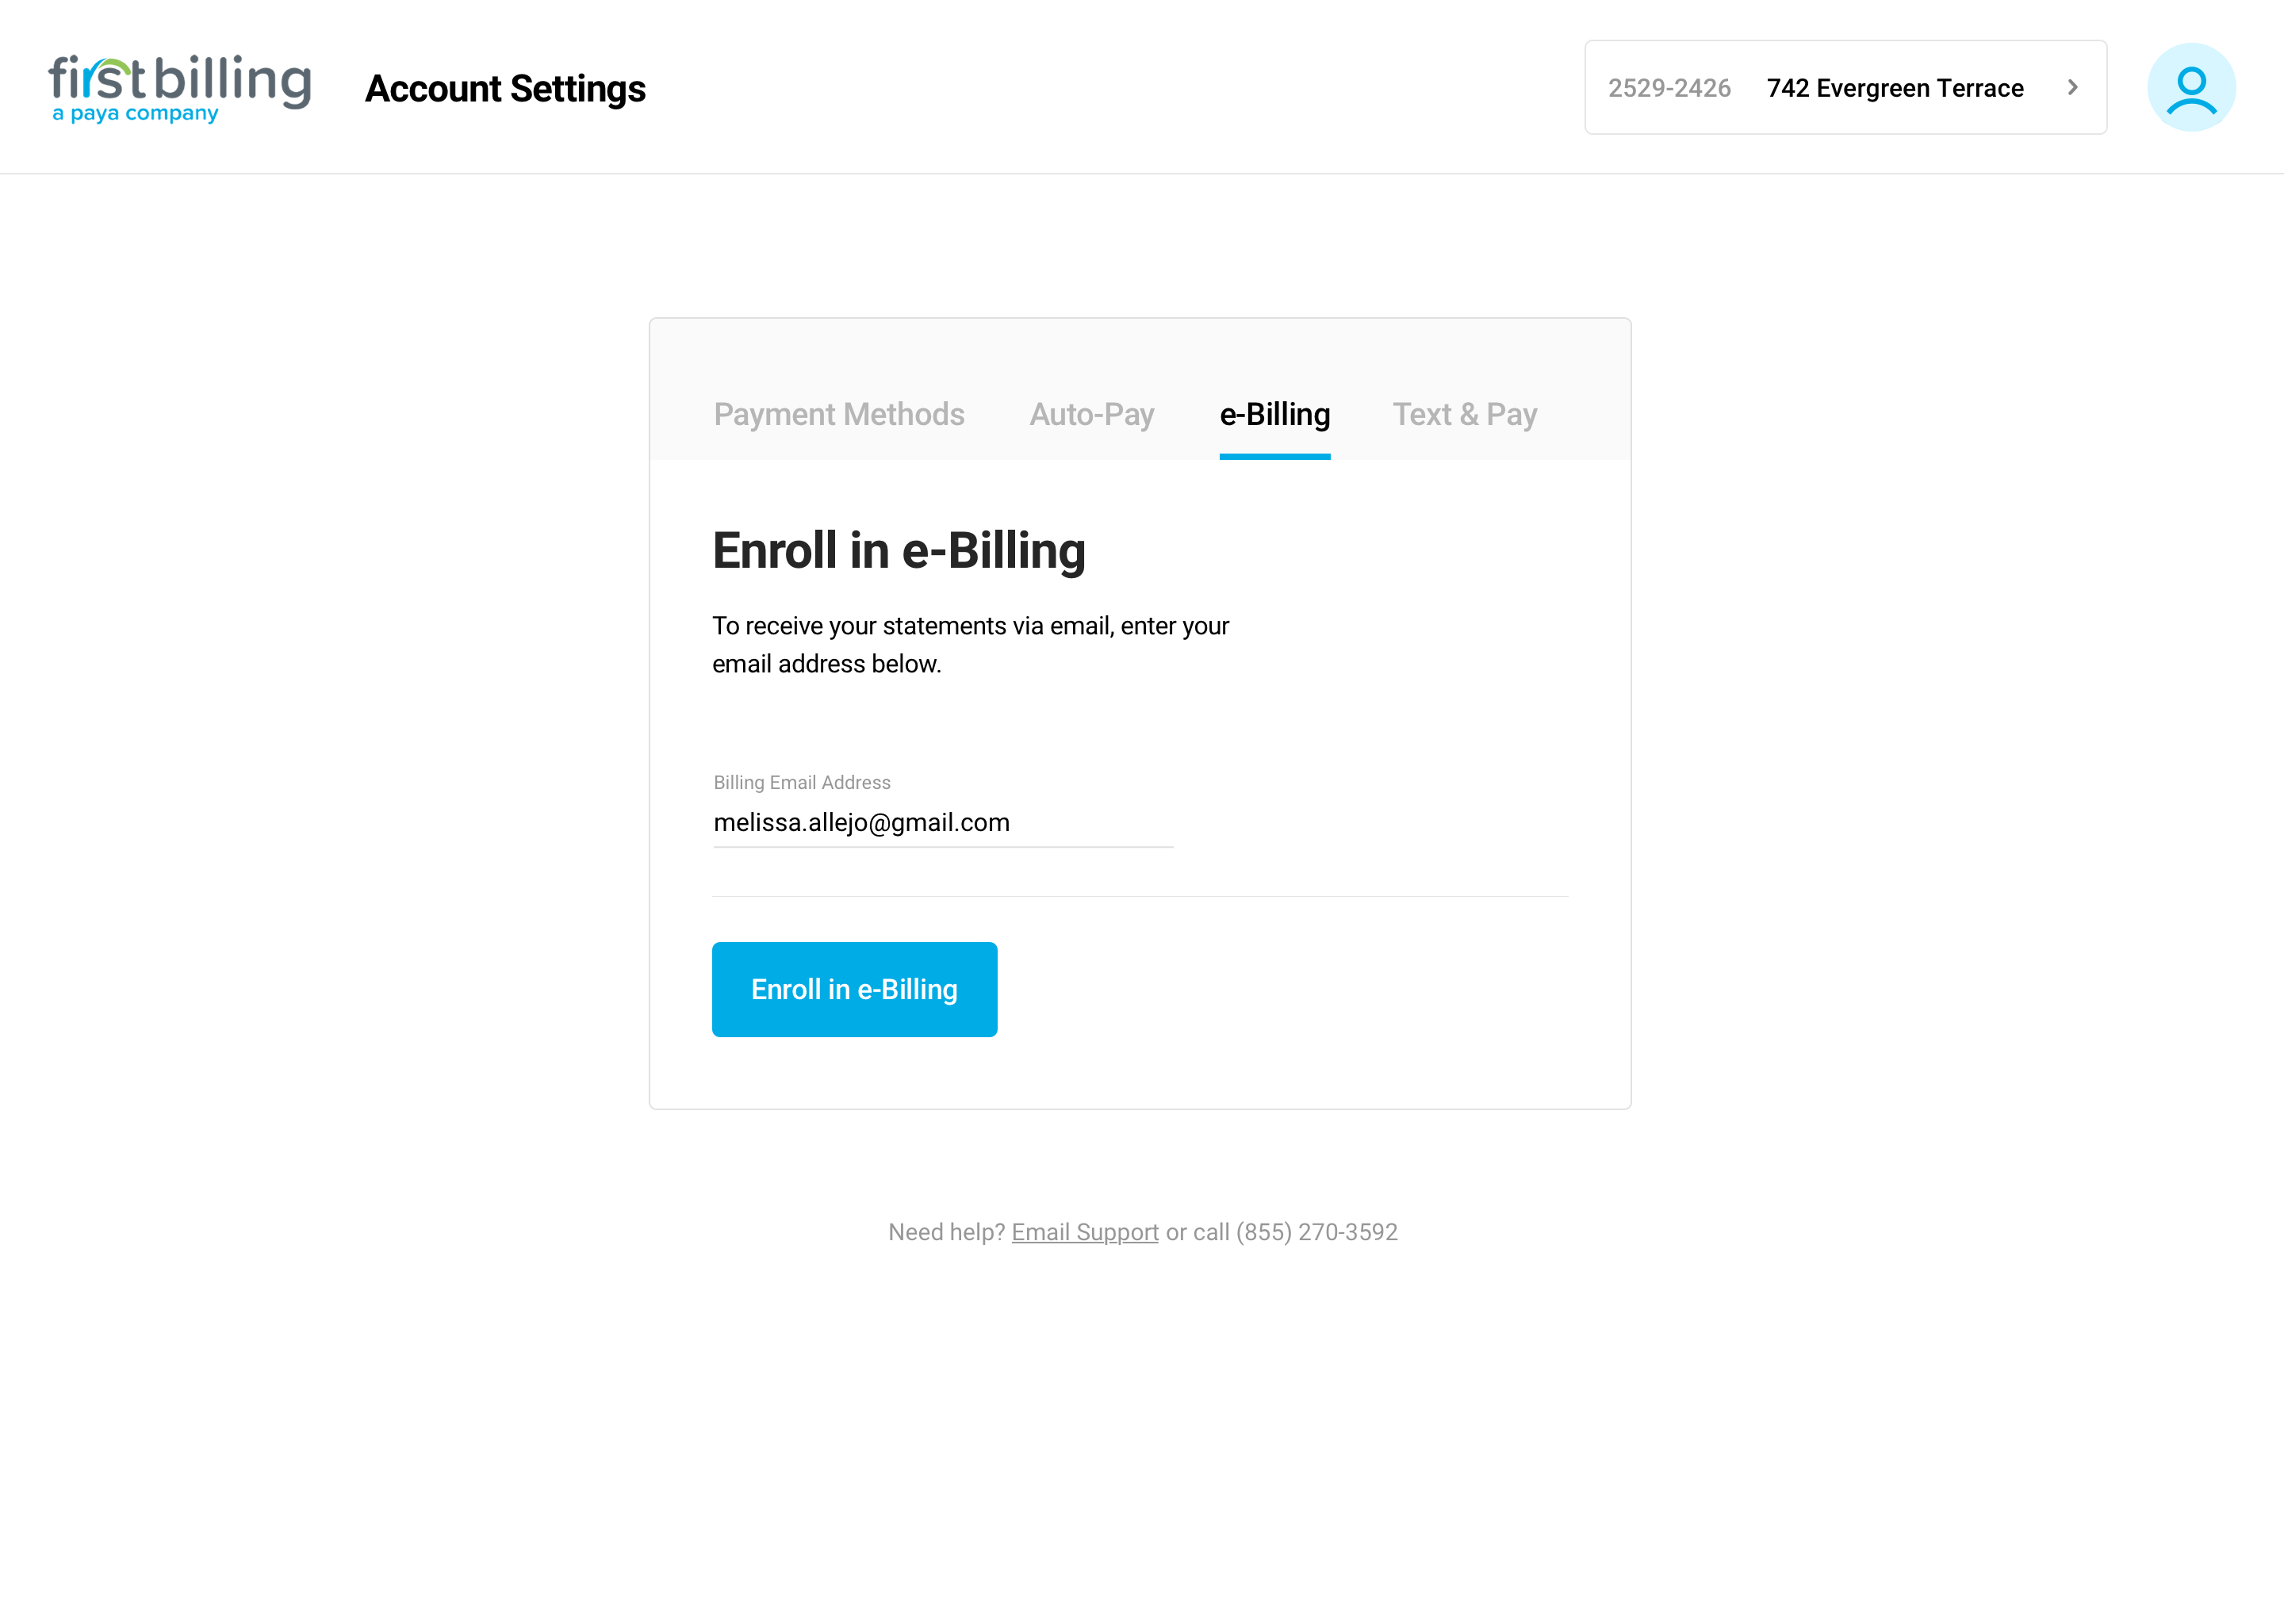 firstbilling
a paya company
Account Settings
2529-2426 742 Evergreen Terrace
Payment Methods Auto-Pay e-Billing Text & Pay
Enroll in e-Billing
To receive your statements via email, enter your
email address below.
Billing Email Address
melissa.allejo@gmail.com
Enroll in e-Billing
Need help? Email Support or call (855) 270-3592